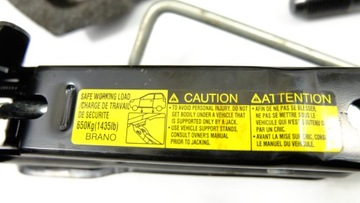 SAFE WORKING LOAD
CHARGE DE TRAVAIL
DE SECURITE
650Kg(1435lb)
BRANO
CAUTION
• TO AVOID PERSONAL INJURY, DO NOT
GET BODILY UNDER A VEHICLE THAT
IS SUPPORTED ONLY BY A JACK.
• USE VEHICLE SUPPORT STANDS.
CONSULT OWNER'S MANUAL
PRIOR TO JACKING.
ATTENTION
• AFIN DE NE PAS SE BLESSER,
NE PAS SE METTRE SOUS LE
VEHICULE QUI N'EST SOUTENU
PAR UN CRIC.
• AVANT LA MISE SUR CRIC,
LE MANUEL DU VEHICULE.